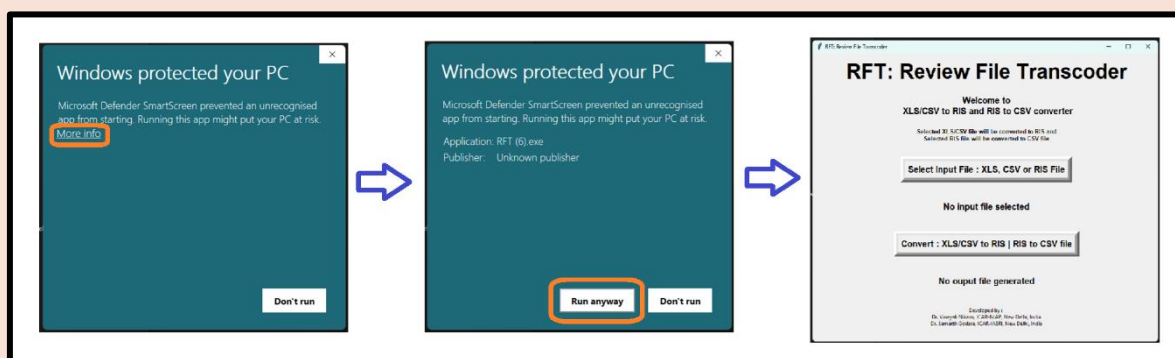 Windows protected your PC
Microsoft Defender SmartScreen prevented an unrecognised
app from starting. Running this app might put your PC at risk.
More info
Don't run
Windows protected your PC
Microsoft Defender SmartScreen prevented an unrecognised
app from starting. Running this app might put your PC at risk.
Application: RFT (6).exe
Publisher: Unknown publisher
Run anyway
Don't run
RFT: Review File Transcoder
RFT: Review File Transcoder
Welcome to
XLS/CSV to RIS and RIS to CSV converter
Selected XLS/CSV file will be converted to RIS and
Selected RIS file will be converted to CSV file
Select Input File : XLS, CSV or RIS File
No input file selected
Convert : XLS/CSV to RIS | RIS to CSV file
No ouput file generated
Developed by :
New Delhi, India
New Delhi, India